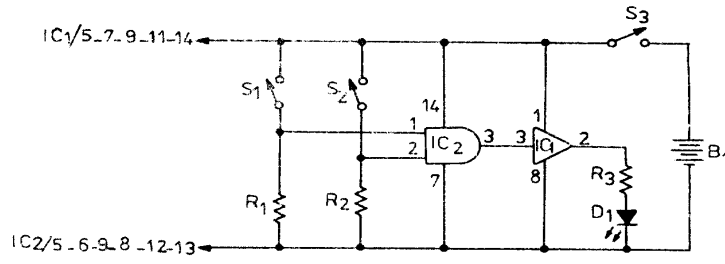 S3
IC1/5-7-9-11-14
S1
S2
14
1
1
3
3
2
2
IC2
IC1
7
8
R1
R2
R3
D1
B
IC2/5-6-9-8-12-13